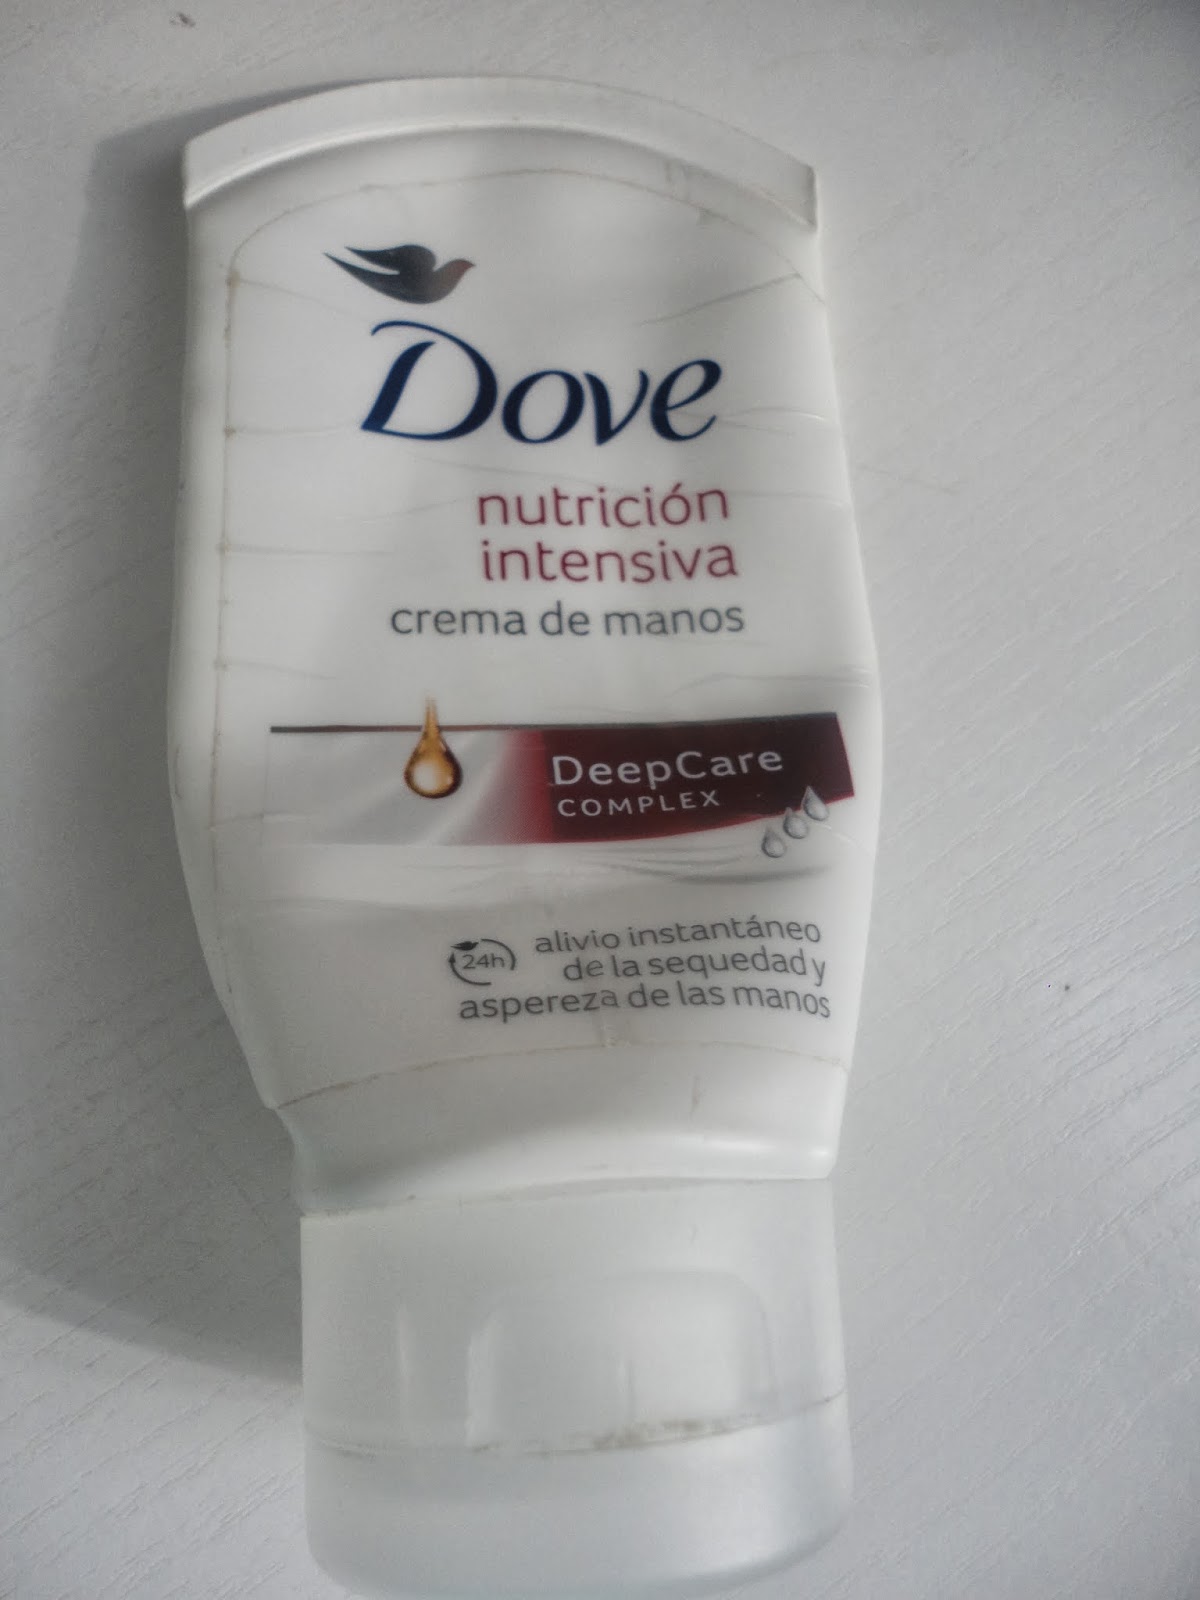 Dove
nutrición
intensiva
crema de manos
DeepCare
COMPLEX
24h
alivio instantáneo
de la sequedad y
aspereza de las manos